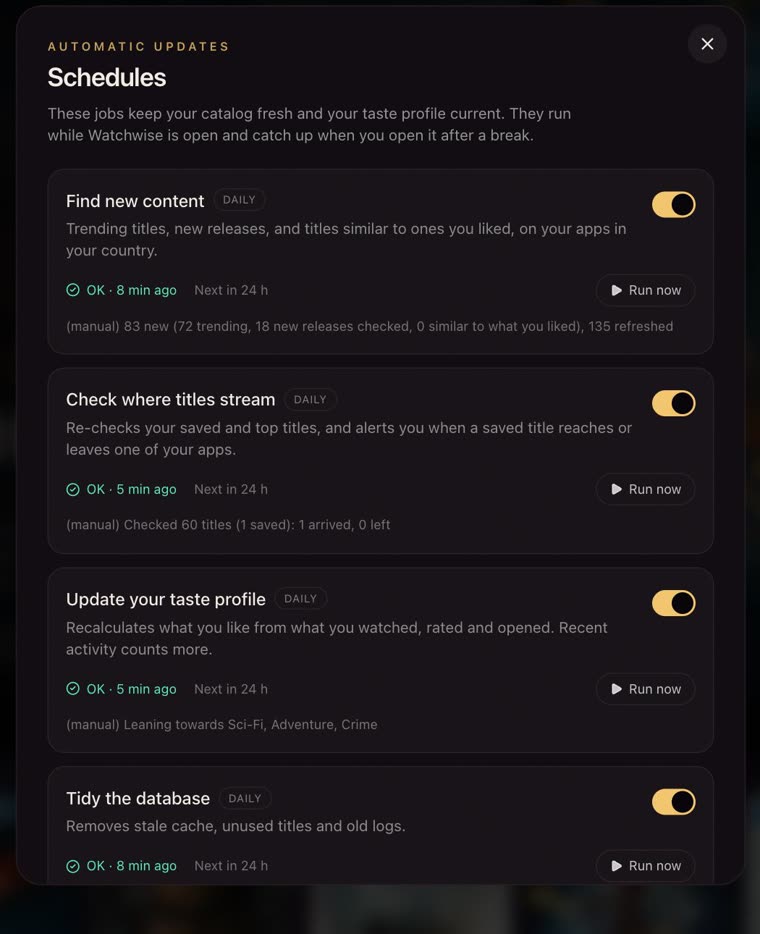 AUTOMATIC UPDATES
Schedules
These jobs keep your catalog fresh and your taste profile current. They run
while Watchwise is open and catch up when you open it after a break.
Find new content DAILY
Trending titles, new releases, and titles similar to ones you liked, on your apps in
your country.
OK · 8 min ago Next in 24 h Run now
(manual) 83 new (72 trending, 18 new releases checked, 0 similar to what you liked), 135 refreshed
Check where titles stream DAILY
Re-checks your saved and top titles, and alerts you when a saved title reaches or
leaves one of your apps.
OK · 5 min ago Next in 24 h Run now
(manual) Checked 60 titles (1 saved): 1 arrived, 0 left
Update your taste profile DAILY
Recalculates what you like from what you watched, rated and opened. Recent
activity counts more.
OK · 5 min ago Next in 24 h Run now
(manual) Leaning towards Sci-Fi, Adventure, Crime
Tidy the database DAILY
Removes stale cache, unused titles and old logs.
OK · 8 min ago Next in 24 h Run now